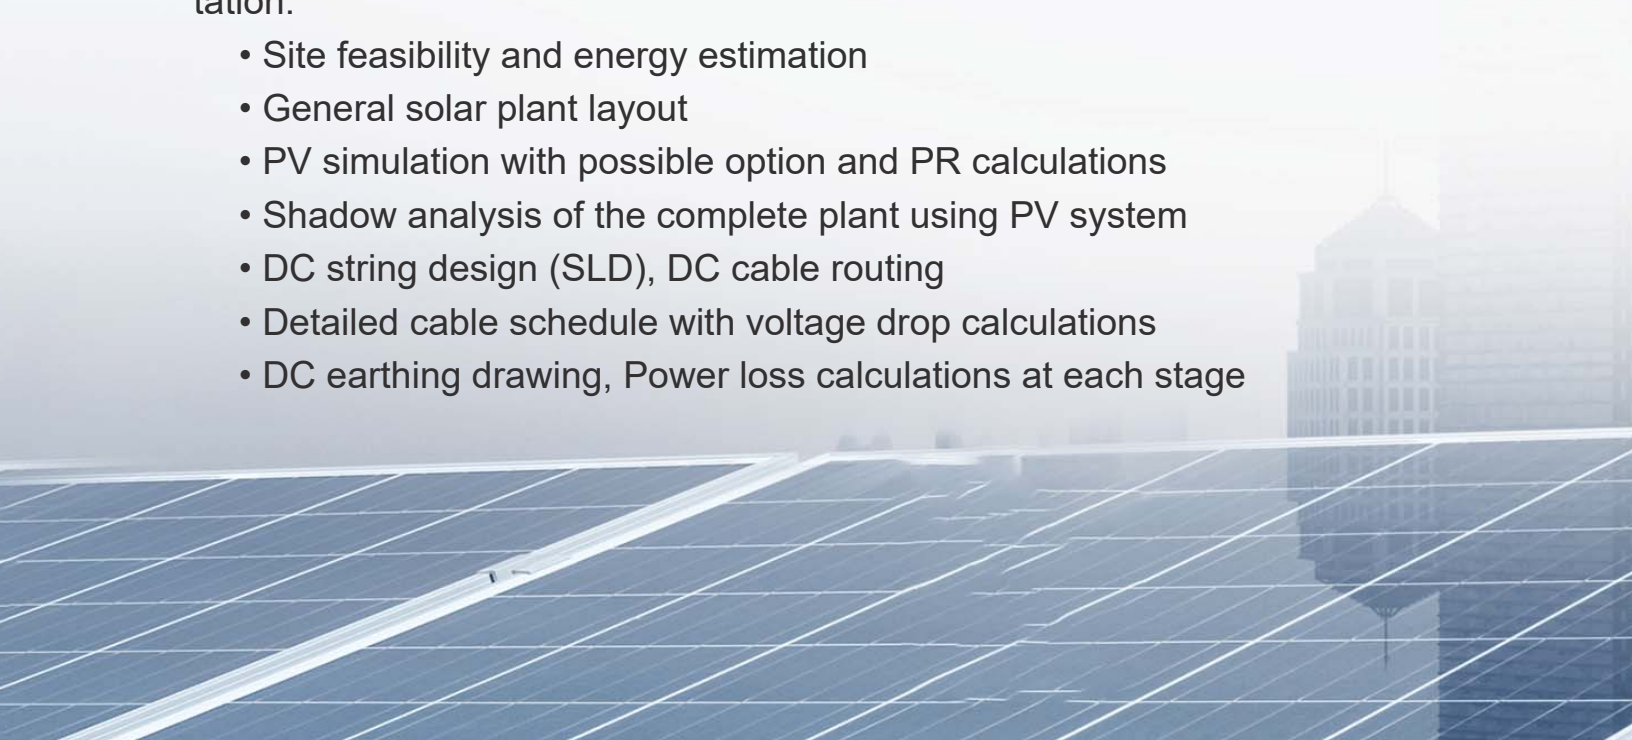 tation.
• Site feasibility and energy estimation
• General solar plant layout
• PV simulation with possible option and PR calculations
• Shadow analysis of the complete plant using PV system
• DC string design (SLD), DC cable routing
• Detailed cable schedule with voltage drop calculations
• DC earthing drawing, Power loss calculations at each stage